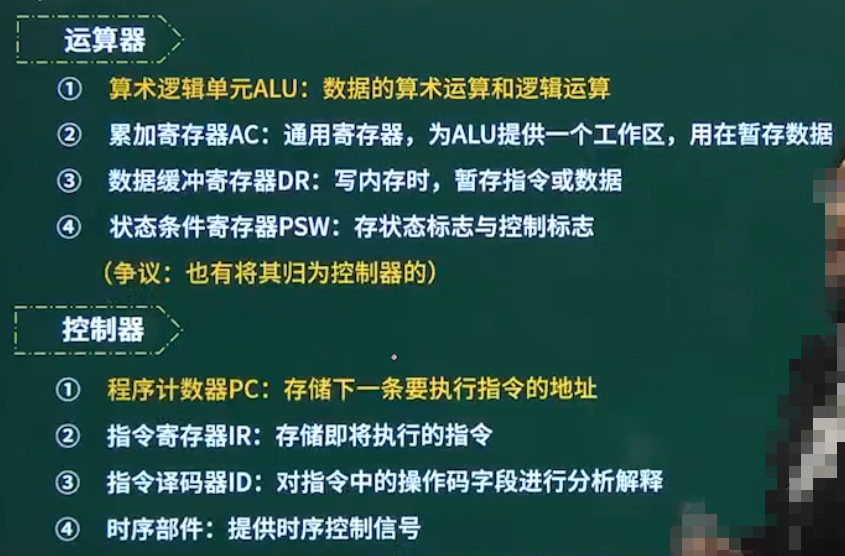 运算器
① 算术逻辑单元ALU：数据的算术运算和逻辑运算
② 累加寄存器AC：通用寄存器，为ALU提供一个工作区，用在暂存数据
③ 数据缓冲寄存器DR：写内存时，暂存指令或数据
④ 状态条件寄存器PSW：存状态标志与控制标志
（争议：也有将其归为控制器的）
控制器
① 程序计数器PC：存储下一条要执行指令的地址
② 指令寄存器IR：存储即将执行的指令
③ 指令译码器ID：对指令中的操作码字段进行分析解释
④ 时序部件：提供时序控制信号